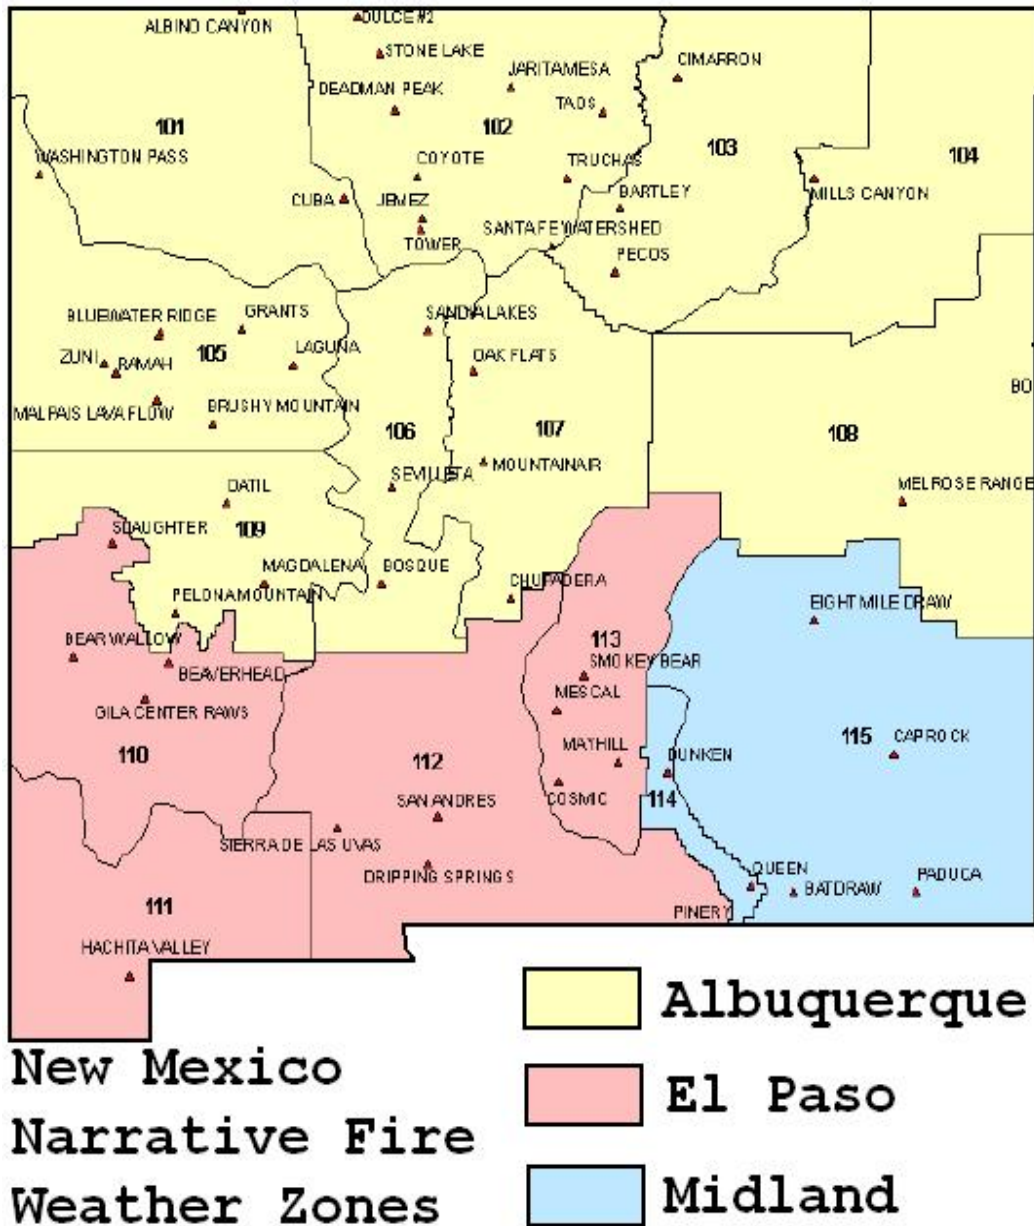 ALBINO CANYON
DULCE #2
STONE LAKE
CIMARRON
DEADMAN PEAK
JARITA MESA
TAOS
101
102
103
104
WASHINGTON PASS
COYOTE
TRUCHAS
MILLS CANYON
CUBA
JEMEZ
BARTLEY
TOWER
SANTA FE WATERSHED
PECOS
BLUEWATER RIDGE
GRANTS
SANDIA LAKES
ZUNI
RAMAH
105
LAGUNA
OAK FLATS
BO
MALPAIS LAVA FLOW
BRUSHY MOUNTAIN
106
107
108
SEVILLETA
MOUNTAINAIR
MELROSE RANGE
DATIL
SLAUGHTER
109
MAGDALENA
BOSQUE
CHUPADERA
PELONA MOUNTAIN
EIGHT MILE DRAW
BEAR WALLOW
BEAVERHEAD
113
SMOKEY BEAR
MESCAL
GILA CENTER RAWS
110
112
MAYHILL
DUNKEN
115
CAPROCK
SAN ANDRES
COSMIC
114
SIERRA DE LAS UVAS
DRIPPING SPRINGS
QUEEN
BATDRAW
PADUCA
111
PINERY
HACHITA VALLEY
Albuquerque
El Paso
Midland
New Mexico
Narrative Fire
Weather Zones